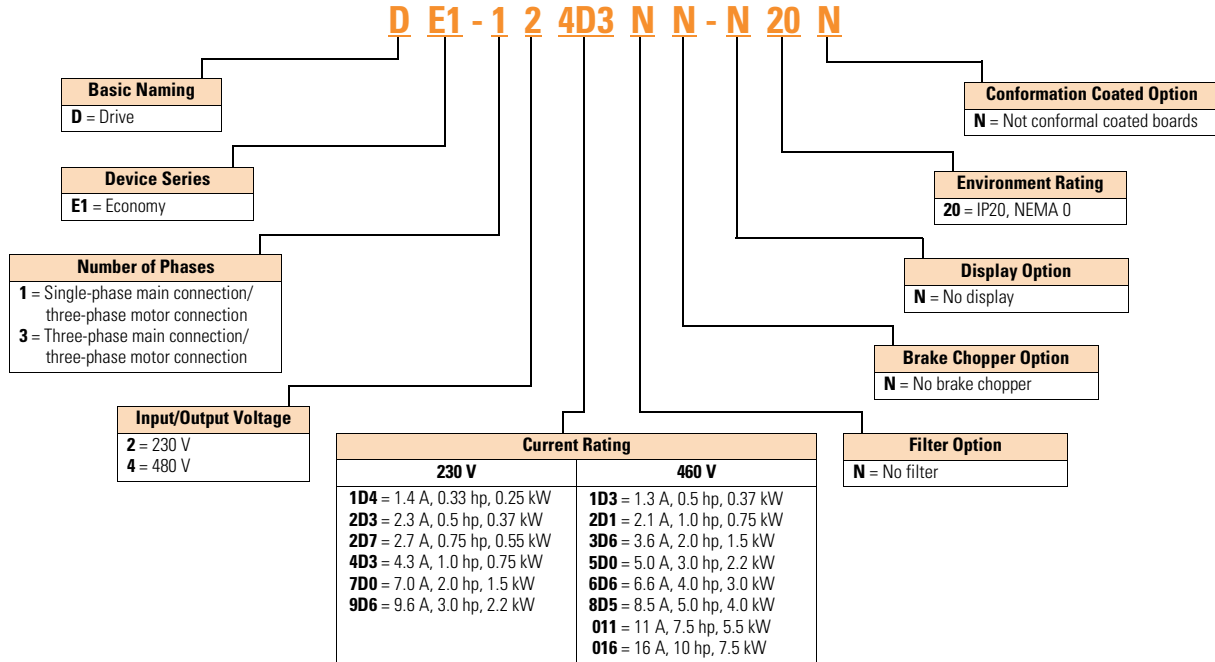 D E1 - 1 2 4D3 N N - N 20 N
Basic Naming
D = Drive
Device Series
E1 = Economy
Number of Phases
1 = Single-phase main connection/
three-phase motor connection
3 = Three-phase main connection/
three-phase motor connection
Input/Output Voltage
2 = 230 V
4 = 480 V
Current Rating
230 V
1D4 = 1.4 A, 0.33 hp, 0.25 kW
2D3 = 2.3 A, 0.5 hp, 0.37 kW
2D7 = 2.7 A, 0.75 hp, 0.55 kW
4D3 = 4.3 A, 1.0 hp, 0.75 kW
7D0 = 7.0 A, 2.0 hp, 1.5 kW
9D6 = 9.6 A, 3.0 hp, 2.2 kW
460 V
1D3 = 1.3 A, 0.5 hp, 0.37 kW
2D1 = 2.1 A, 1.0 hp, 0.75 kW
3D6 = 3.6 A, 2.0 hp, 1.5 kW
5D0 = 5.0 A, 3.0 hp, 2.2 kW
6D6 = 6.6 A, 4.0 hp, 3.0 kW
8D5 = 8.5 A, 5.0 hp, 4.0 kW
011 = 11 A, 7.5 hp, 5.5 kW
016 = 16 A, 10 hp, 7.5 kW
Filter Option
N = No filter
Brake Chopper Option
N = No brake chopper
Display Option
N = No display
Environment Rating
20 = IP20, NEMA 0
Conformation Coated Option
N = Not conformal coated boards